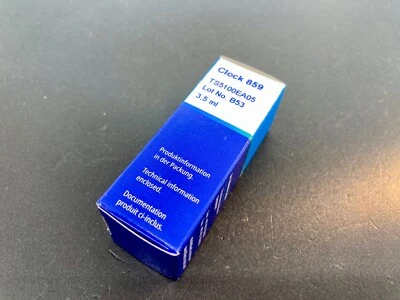 Clock 859
TS5100EA05
Lot No. B53
3,5 ml
Produktinformation
in der Packung.
Technical information
enclosed.
Documentation
produit ci-inclus.